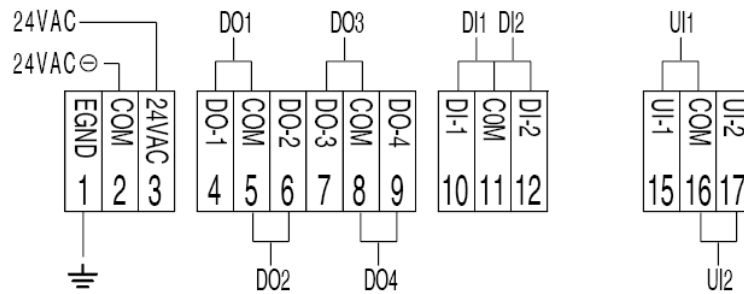 24VAC
DO1 DO3 DI1 DI2 UI1
24VAC⊖
EGND COM 24VAC DO-1 COM DO-2 DO-3 COM DO-4 DI-1 COM DI-2 UI-1 COM UI-2
1 2 3 4 5 6 7 8 9 10 11 12 15 16 17
DO2 DO4 UI2